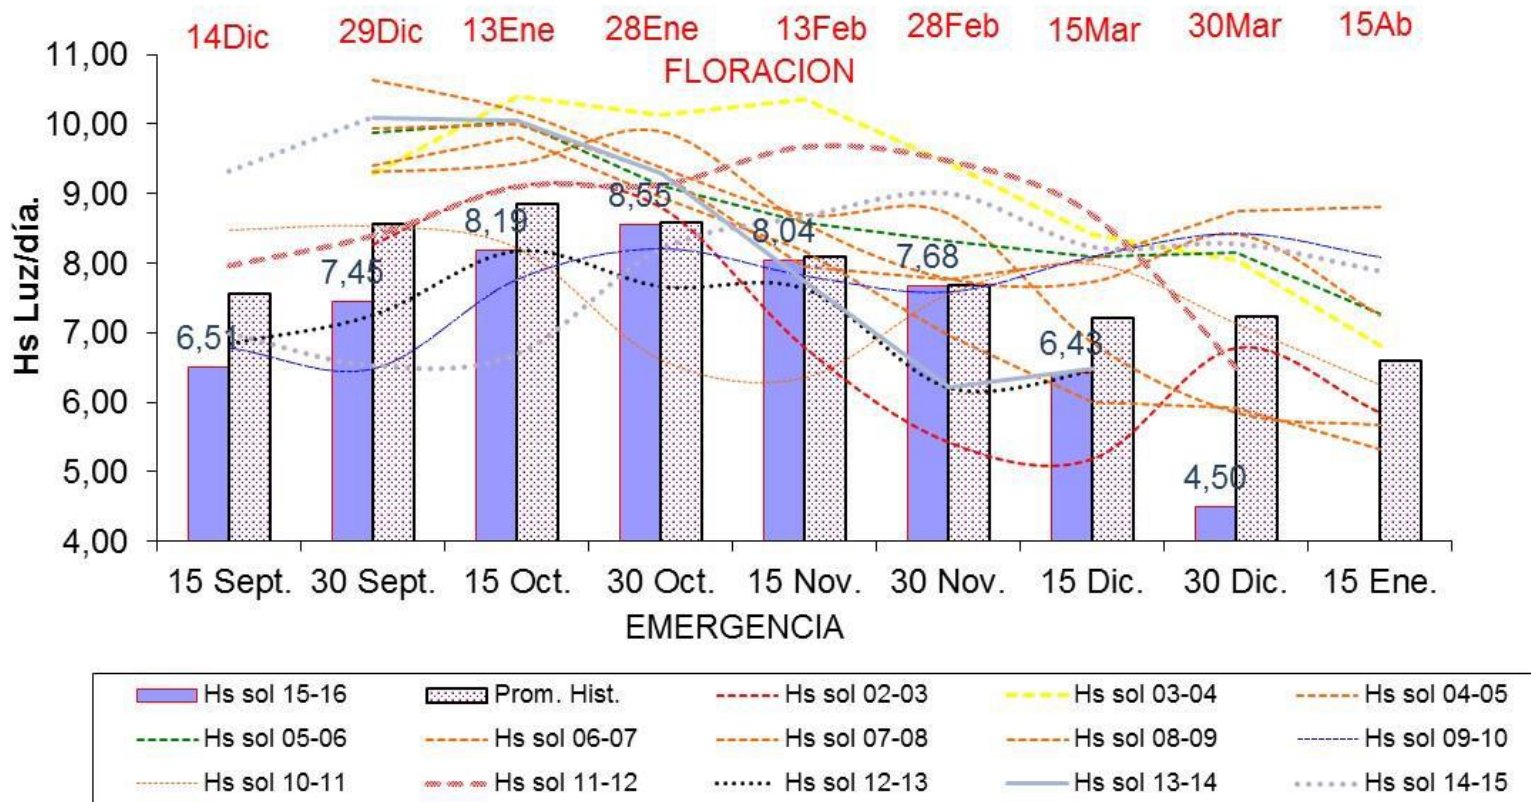 14Dic 29Dic 13Ene 28Ene 13Feb 28Feb 15Mar 30Mar 15Ab
FLORACION
11,00
10,00
9,00
8,00
7,00
6,00
5,00
4,00
Hs Luz/día.
6,51
7,45
8,19
8,55
8,04
7,68
6,43
4,50
15 Sept. 30 Sept. 15 Oct. 30 Oct. 15 Nov. 30 Nov. 15 Dic. 30 Dic. 15 Ene.
EMERGENCIA
Hs sol 15-16 Prom. Hist. Hs sol 02-03 Hs sol 03-04 Hs sol 04-05
Hs sol 05-06 Hs sol 06-07 Hs sol 07-08 Hs sol 08-09 Hs sol 09-10
Hs sol 10-11 Hs sol 11-12 Hs sol 12-13 Hs sol 13-14 Hs sol 14-15